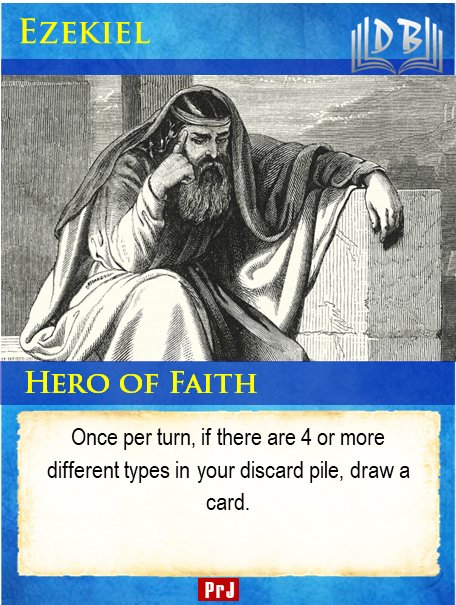 Ezekiel
DB
Hero of Faith
Once per turn, if there are 4 or more
different types in your discard pile, draw a
card.
PrJ